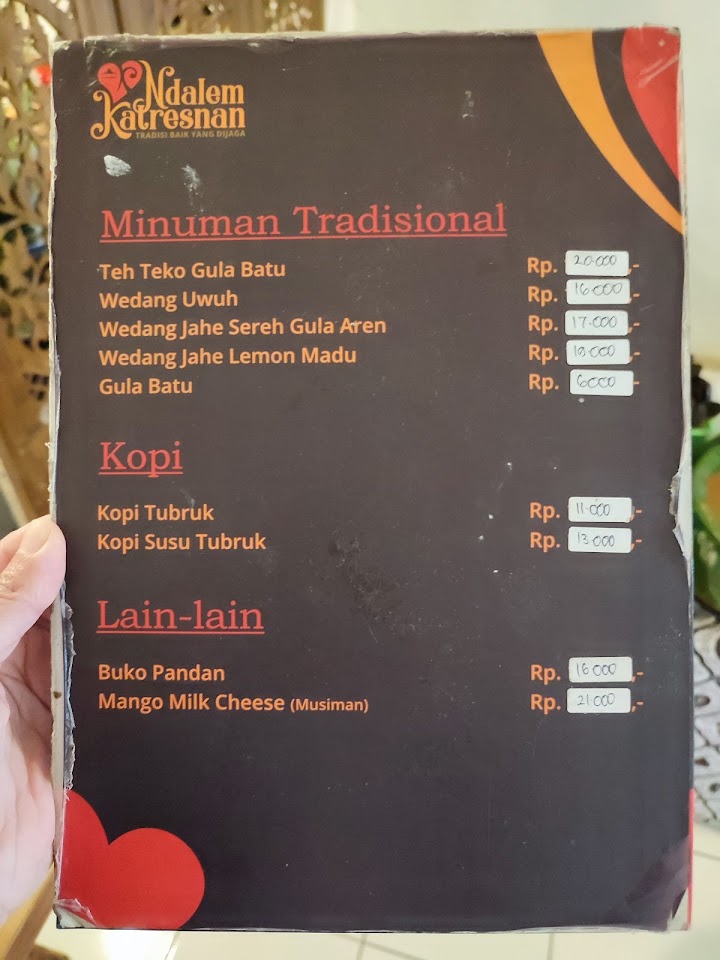 Ndalem
Katresnan
TRADISI BAIK YANG DIJAGA
Minuman Tradisional
Teh Teko Gula Batu Rp. 20.000,-
Wedang Uwuh Rp. 16.000,-
Wedang Jahe Sereh Gula Aren Rp. 17.000,-
Wedang Jahe Lemon Madu Rp. ,-
Gula Batu Rp. 6000-
Kopi
Kopi Tubruk Rp. 11.000,-
Kopi Susu Tubruk Rp. 13.000,-
Lain-lain
Buko Pandan Rp. 16.000,-
Mango Milk Cheese (Musiman) Rp. 21.000,-